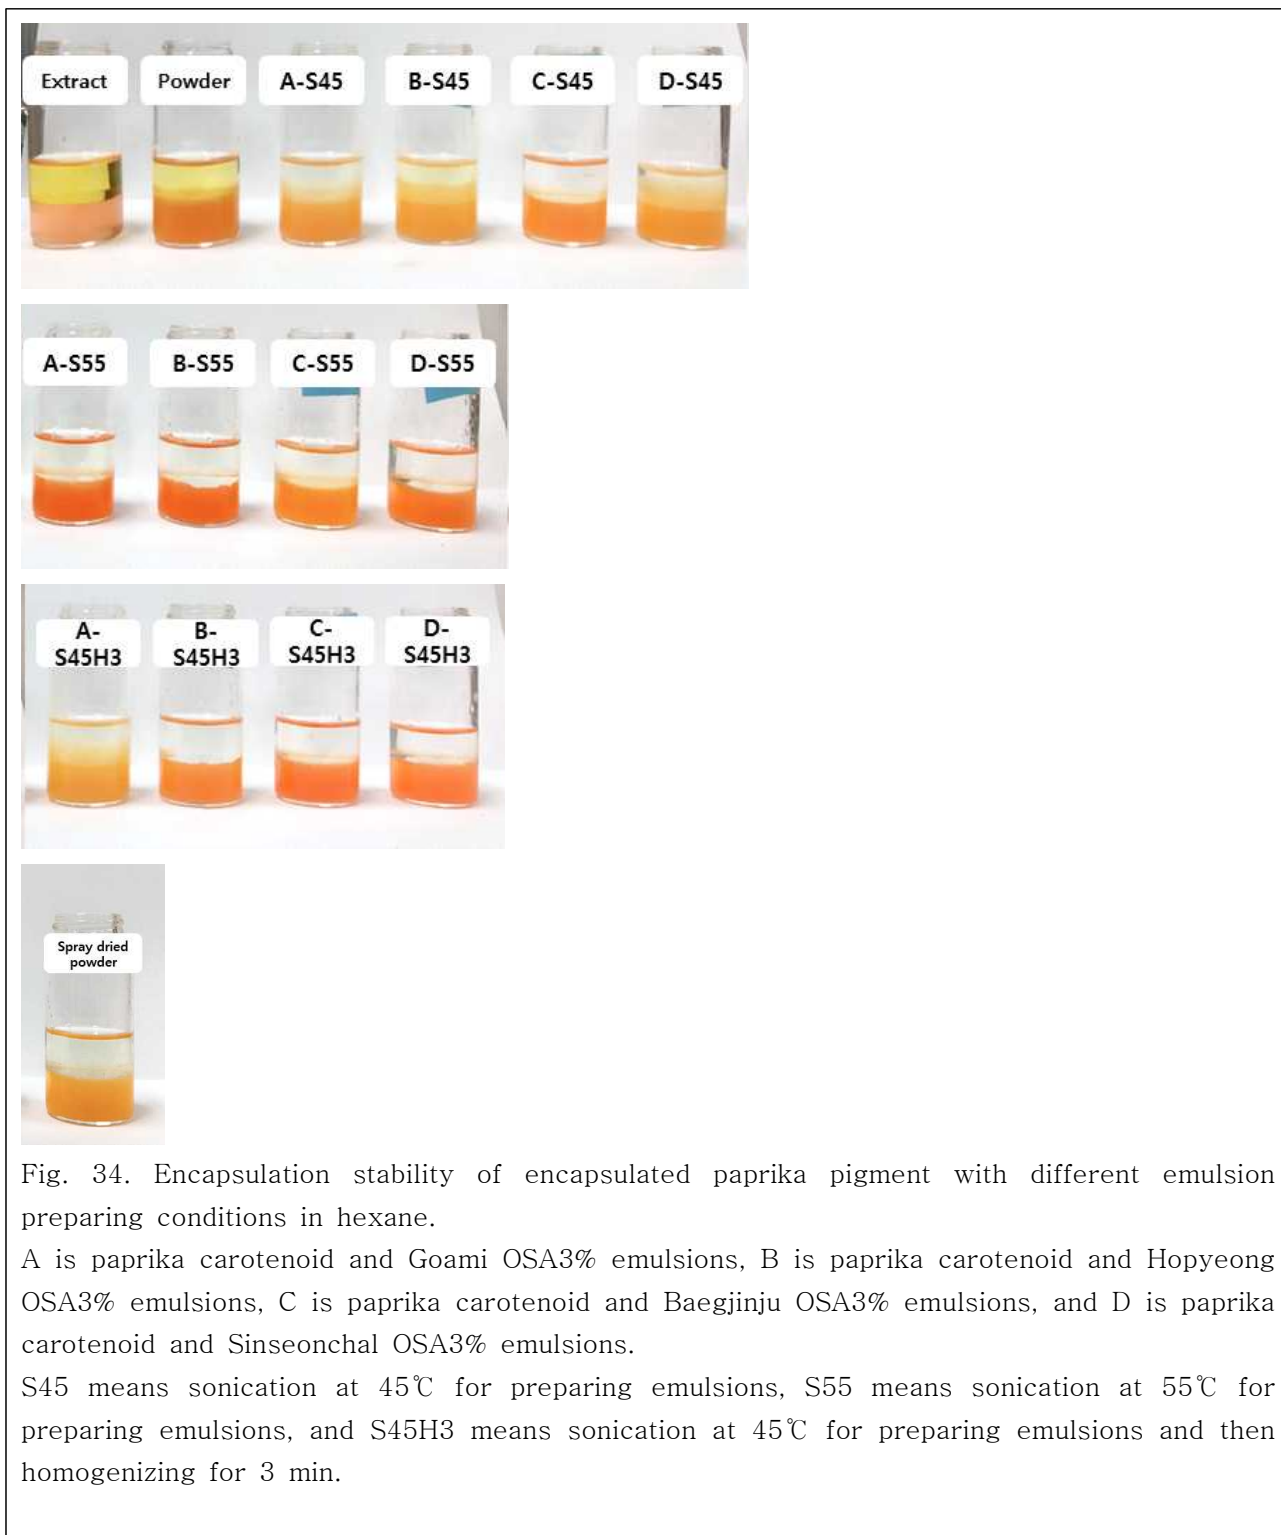 Extract Powder A-S45 B-S45 C-S45 D-S45
A-S55 B-S55 C-S55 D-S55
A- B- C- D-
S45H3 S45H3 S45H3 S45H3
Spray dried
powder
Fig. 34. Encapsulation stability of encapsulated paprika pigment with different emulsion
preparing conditions in hexane.
A is paprika carotenoid and Goami OSA3% emulsions, B is paprika carotenoid and Hopyeong
OSA3% emulsions, C is paprika carotenoid and Baegjinju OSA3% emulsions, and D is paprika
carotenoid and Sinseonchal OSA3% emulsions.
S45 means sonication at 45℃ for preparing emulsions, S55 means sonication at 55℃ for
preparing emulsions, and S45H3 means sonication at 45℃ for preparing emulsions and then
homogenizing for 3 min.